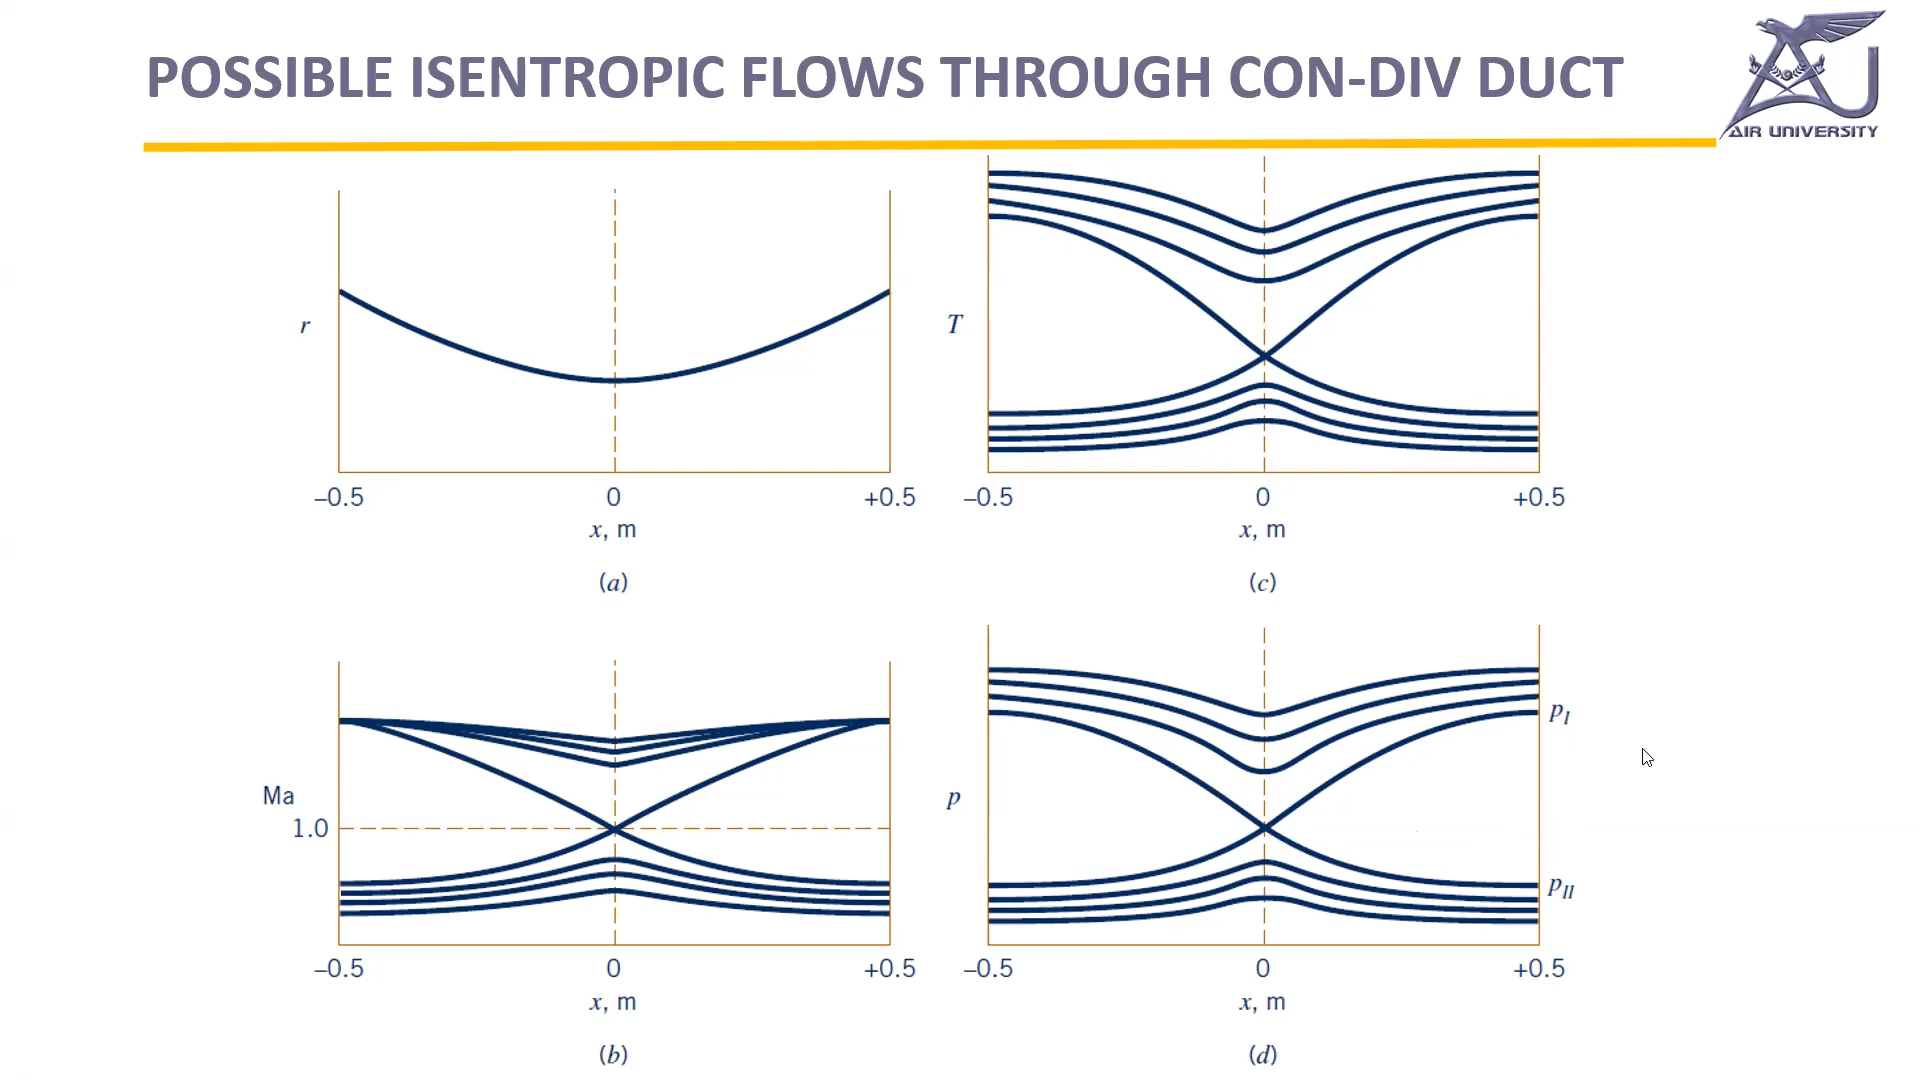 POSSIBLE ISENTROPIC FLOWS THROUGH CON-DIV DUCT
AIR UNIVERSITY
r
–0.5 0 +0.5
x, m
(a)
T
–0.5 0 +0.5
x, m
(c)
Ma
1.0
–0.5 0 +0.5
x, m
(b)
p
pI
pII
–0.5 0 +0.5
x, m
(d)